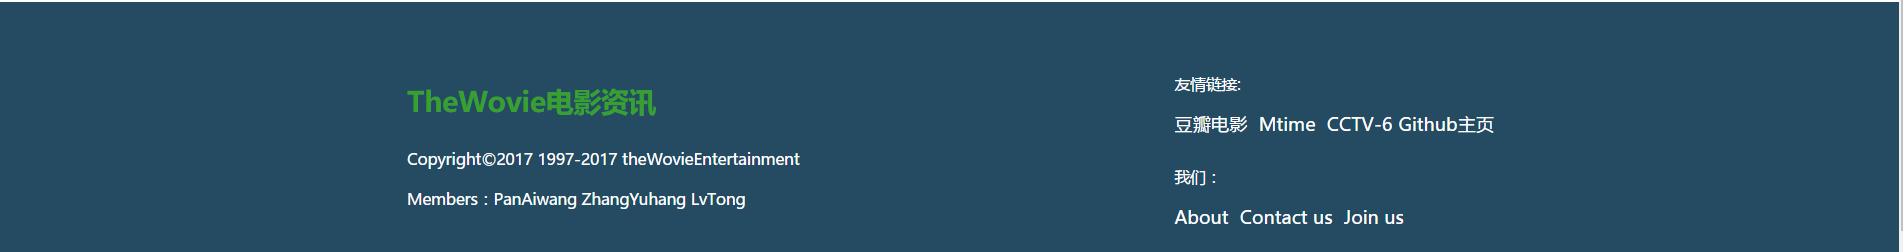 TheWovie电影资讯
Copyright©2017 1997-2017 theWovieEntertainment
Members：PanAiwang ZhangYuhang LvTong
友情链接:
豆瓣电影 Mtime CCTV-6 Github主页
我们：
About Contact us Join us